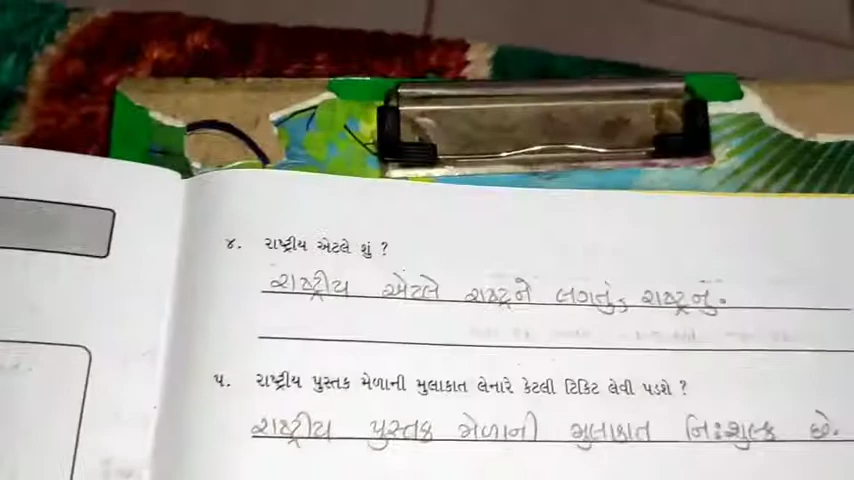 ૪. રાષ્ટ્રીય એટલે શું ?
રાષ્ટ્રીય એટલે રાષ્ટ્રને લગતું, રાષ્ટ્રનું.
૫. રાષ્ટ્રીય પુસ્તક મેળાની મુલાકાત લેનારે કેટલી ટિકિટ લેવી પડશે ?
રાષ્ટ્રીય પુસ્તક મેળાની મુલાકાત નિઃશુલ્ક છે.